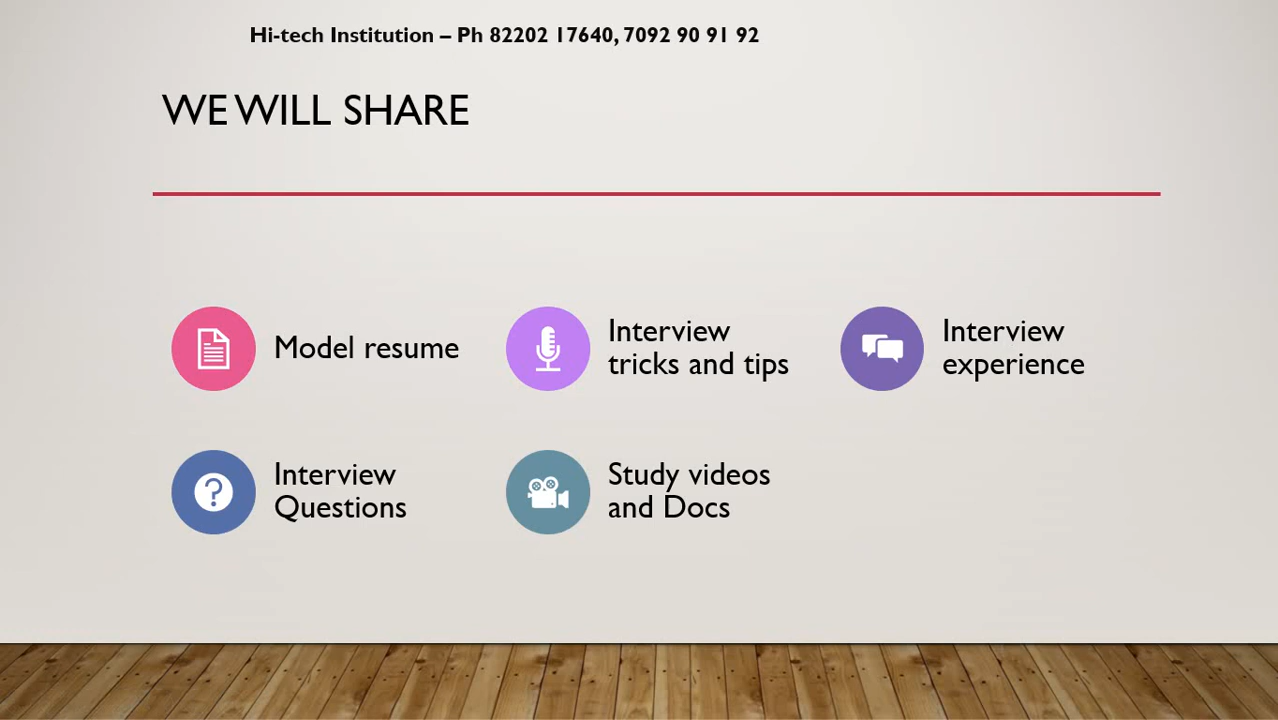 Hi-tech Institution – Ph 82202 17640, 7092 90 91 92
WE WILL SHARE
Model resume
Interview
tricks and tips
Interview
experience
Interview
Questions
Study videos
and Docs